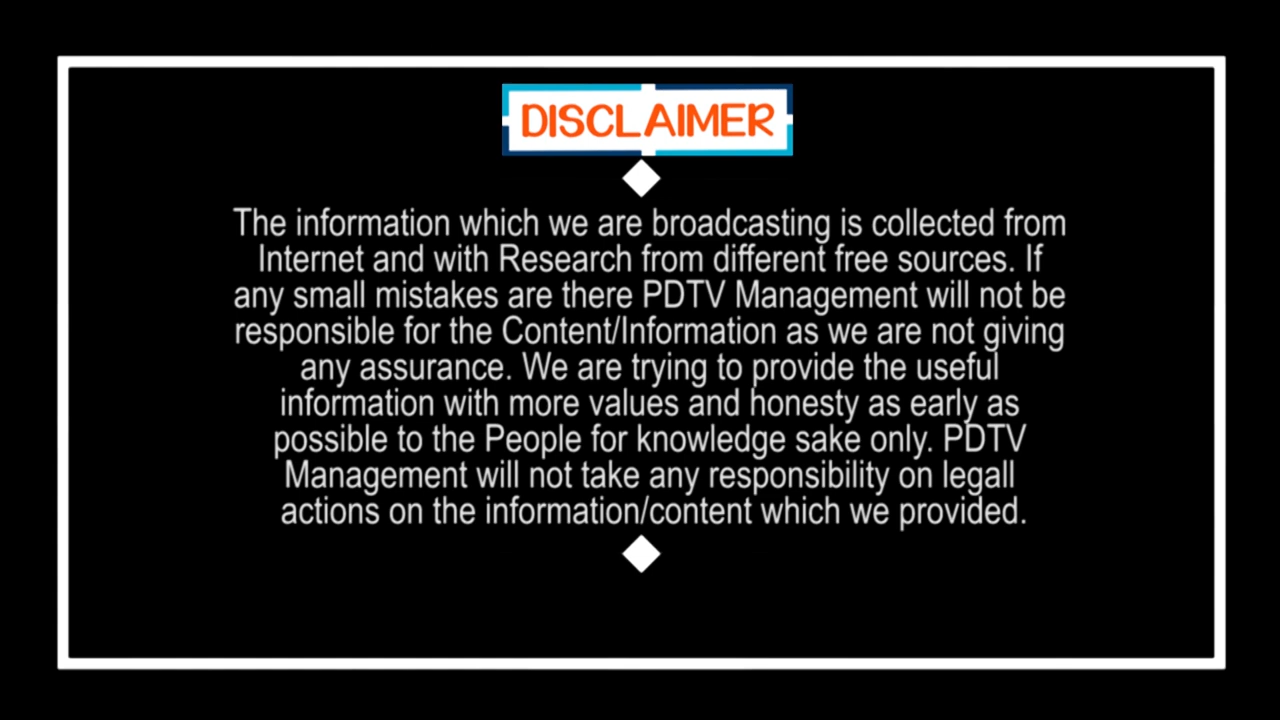 DISCLAIMER
The information which we are broadcasting is collected from
Internet and with Research from different free sources. If
any small mistakes are there PDTV Management will not be
responsible for the Content/Information as we are not giving
any assurance. We are trying to provide the useful
information with more values and honesty as early as
possible to the People for knowledge sake only. PDTV
Management will not take any responsibility on legall
actions on the information/content which we provided.